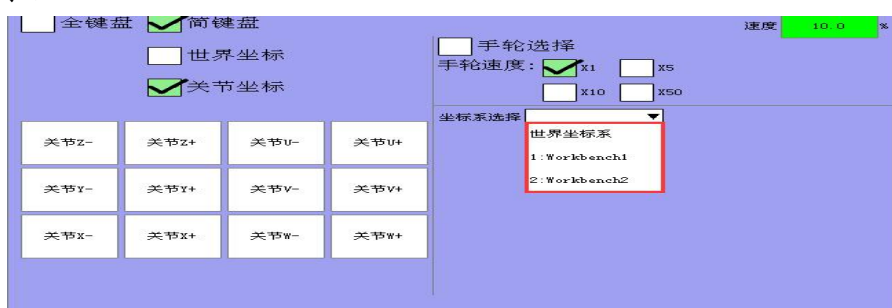 全键盘 简键盘
速度 10.0 %
世界坐标
关节坐标
手轮选择
手轮速度: X1 X5
X10 X50
坐标系选择
世界坐标系
1:Workbench1
2:Workbench2
关节Z- 关节Z+ 关节U- 关节U+
关节Y- 关节Y+ 关节V- 关节V+
关节X- 关节X+ 关节W- 关节W+